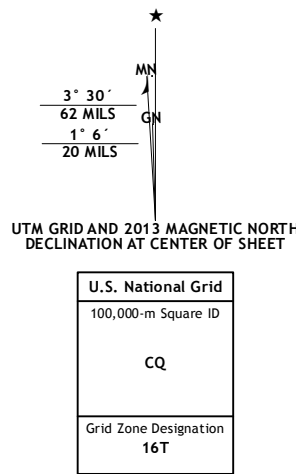 ★
MN
3° 30´
62 MILS
GN
1° 6´
20 MILS
UTM GRID AND 2013 MAGNETIC NORTH
DECLINATION AT CENTER OF SHEET
U.S. National Grid
100,000-m Square ID
CQ
Grid Zone Designation
16T